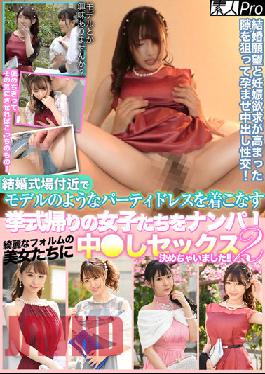 素人Pro
結婚願望と妊娠欲求が高まった
隙を狙って孕ませ中出し性交!
結婚式場付近で
モデルのようなパーティドレスを着こなす
挙式帰りの女子たちをナンパ!
綺麗なフォルムの
美女たちに
中●しセックス
決めちゃいました!!
2